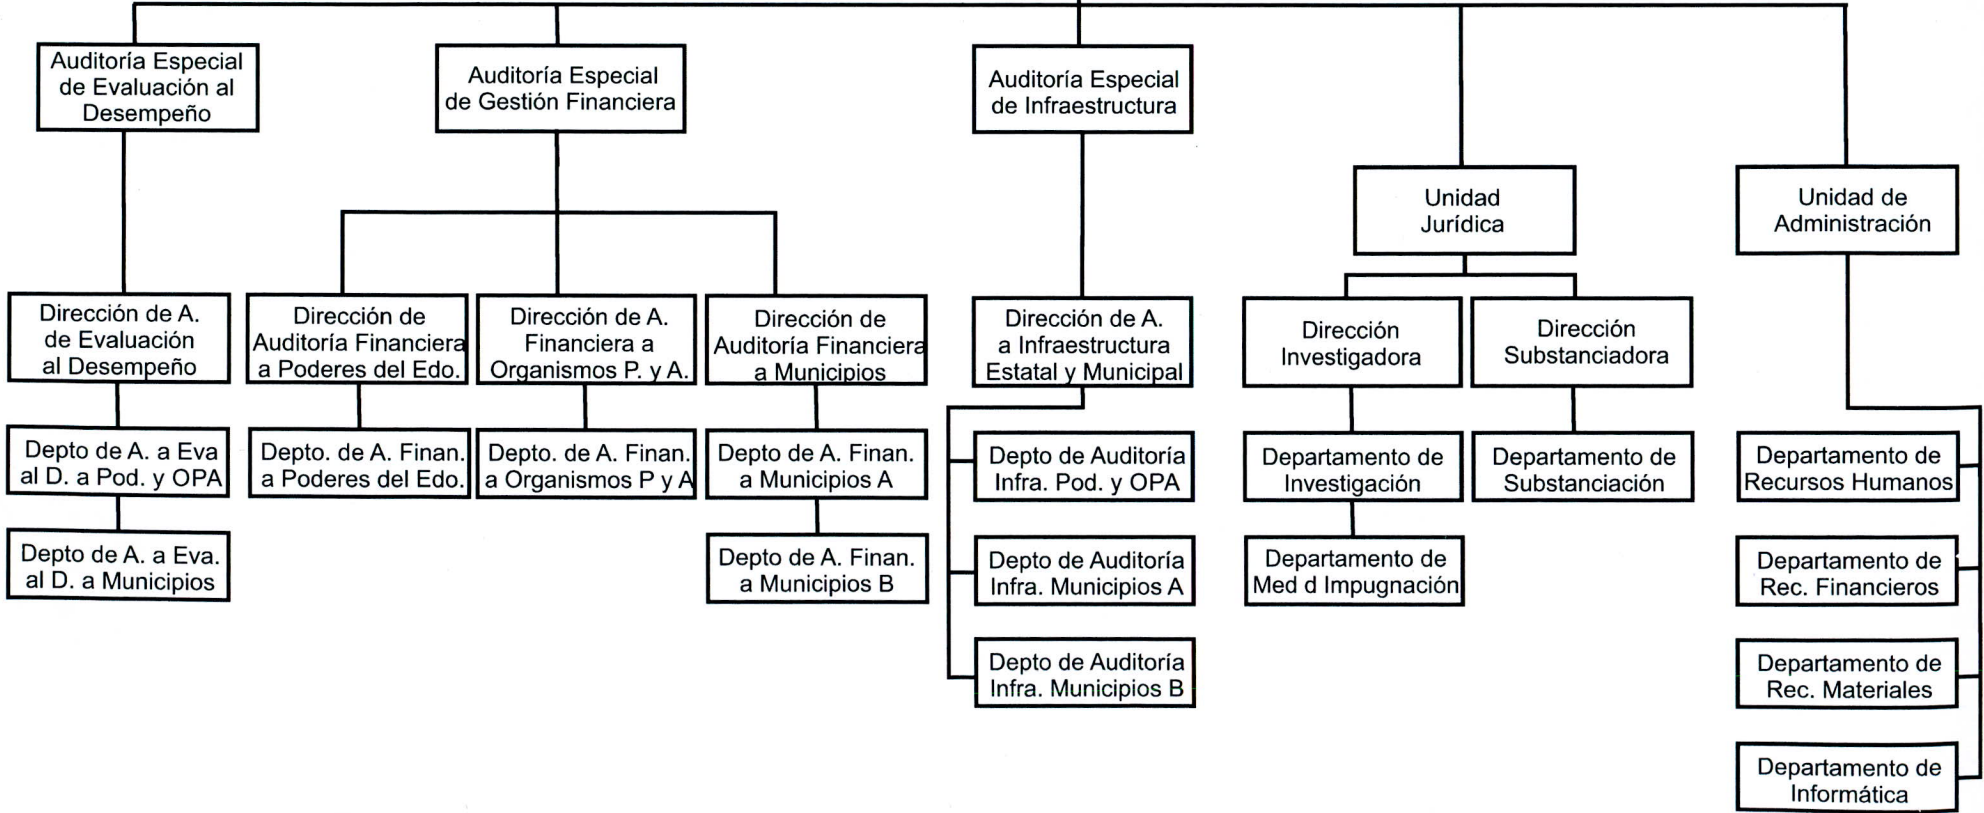 Auditoría Especial
de Evaluación al
Desempeño
Auditoría Especial
de Gestión Financiera
Auditoría Especial
de Infraestructura
Unidad
Jurídica
Unidad de
Administración
Dirección de A.
de Evaluación
al Desempeño
Dirección de
Auditoría Financiera
a Poderes del Edo.
Dirección de A.
Financiera a
Organismos P. y A.
Dirección de
Auditoría Financiera
a Municipios
Dirección de A.
a Infraestructura
Estatal y Municipal
Dirección
Investigadora
Dirección
Substanciadora
Depto de A. a Eva
al D. a Pod. y OPA
Depto. de A. Finan.
a Poderes del Edo.
Depto. de A. Finan.
a Organismos P y A
Depto de A. Finan.
a Municipios A
Depto de Auditoría
Infra. Pod. y OPA
Departamento de
Investigación
Departamento de
Substanciación
Departamento de
Recursos Humanos
Depto de A. a Eva.
al D. a Municipios
Depto de A. Finan.
a Municipios B
Depto de Auditoría
Infra. Municipios A
Departamento de
Med d Impugnación
Departamento de
Rec. Financieros
Depto de Auditoría
Infra. Municipios B
Departamento de
Rec. Materiales
Departamento de
Informática